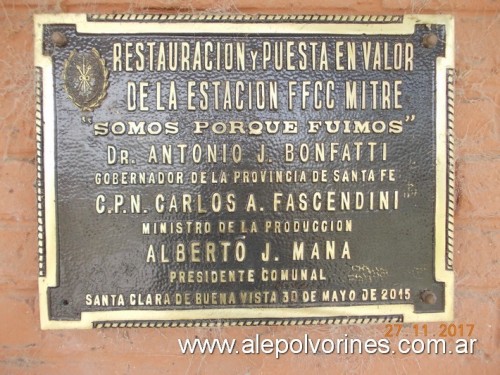 RESTAURACION Y PUESTA EN VALOR
DE LA ESTACION FFCC MITRE
"SOMOS PORQUE FUIMOS"
DR. ANTONIO J. BONFATTI
GOBERNADOR DE LA PROVINCIA DE SANTA FE
C.P.N. CARLOS A. FASCENDINI
MINISTRO DE LA PRODUCCION
ALBERTO J. MANA
PRESIDENTE COMUNAL
SANTA CLARA DE BUENA VISTA 30 DE MAYO DE 2015
27.11.2017
www.alepolvorines.com.ar